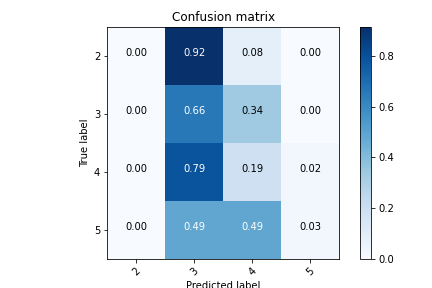 Confusion matrix
2 0.00 0.92 0.08 0.00
3 0.00 0.66 0.34 0.00
4 0.00 0.79 0.19 0.02
5 0.00 0.49 0.49 0.03
True label
2 3 4 5
Predicted label
0.8
0.6
0.4
0.2
0.0